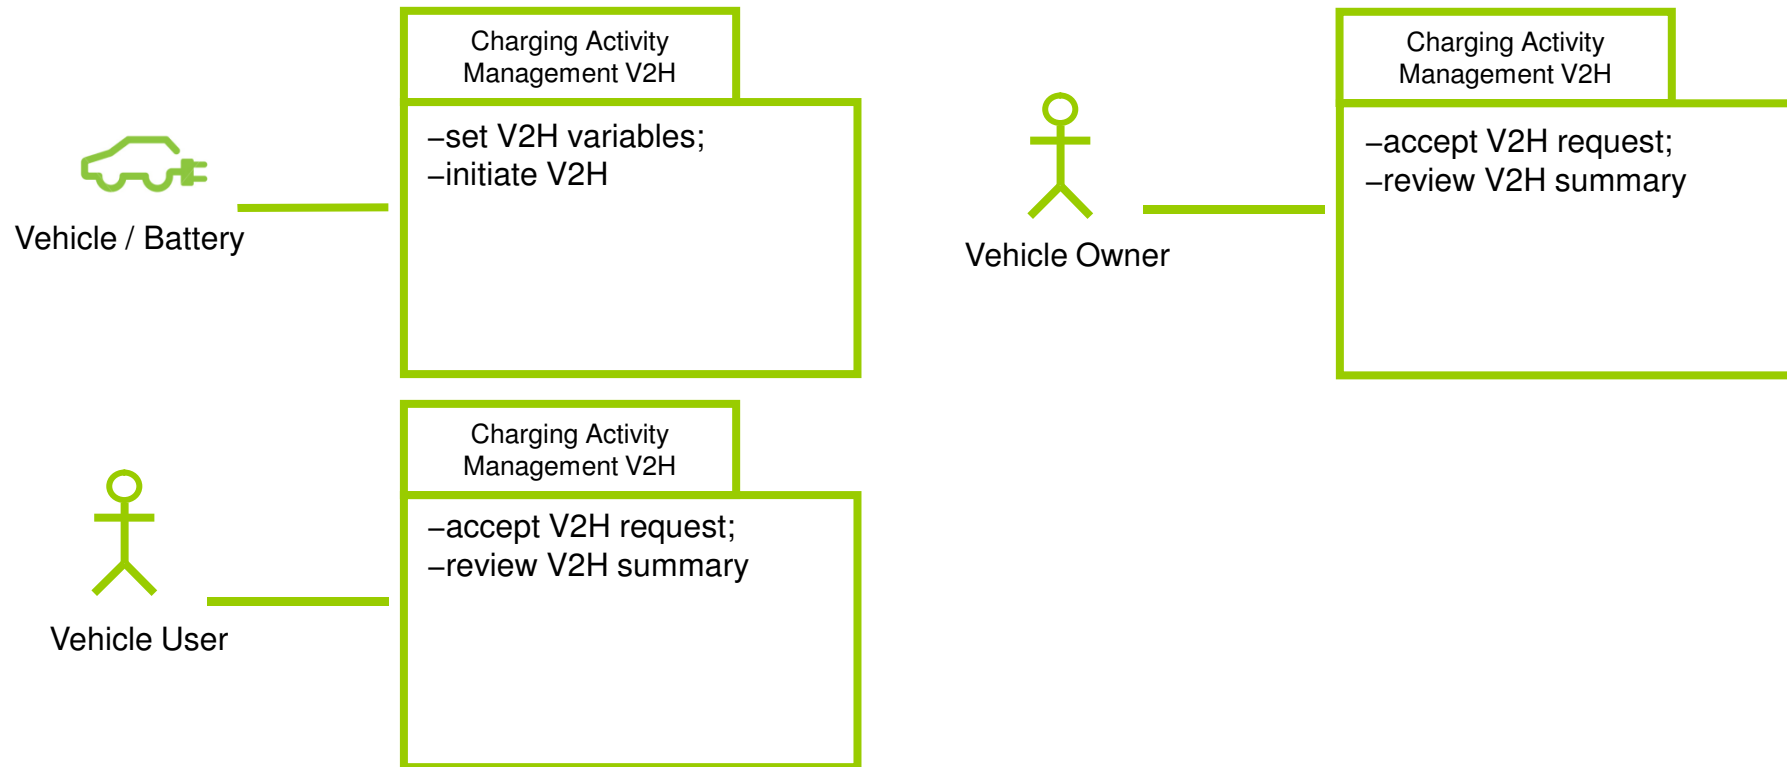 Charging Activity
Management V2H
–set V2H variables;
–initiate V2H
Vehicle / Battery
Charging Activity
Management V2H
–accept V2H request;
–review V2H summary
Vehicle Owner
Charging Activity
Management V2H
–accept V2H request;
–review V2H summary
Vehicle User